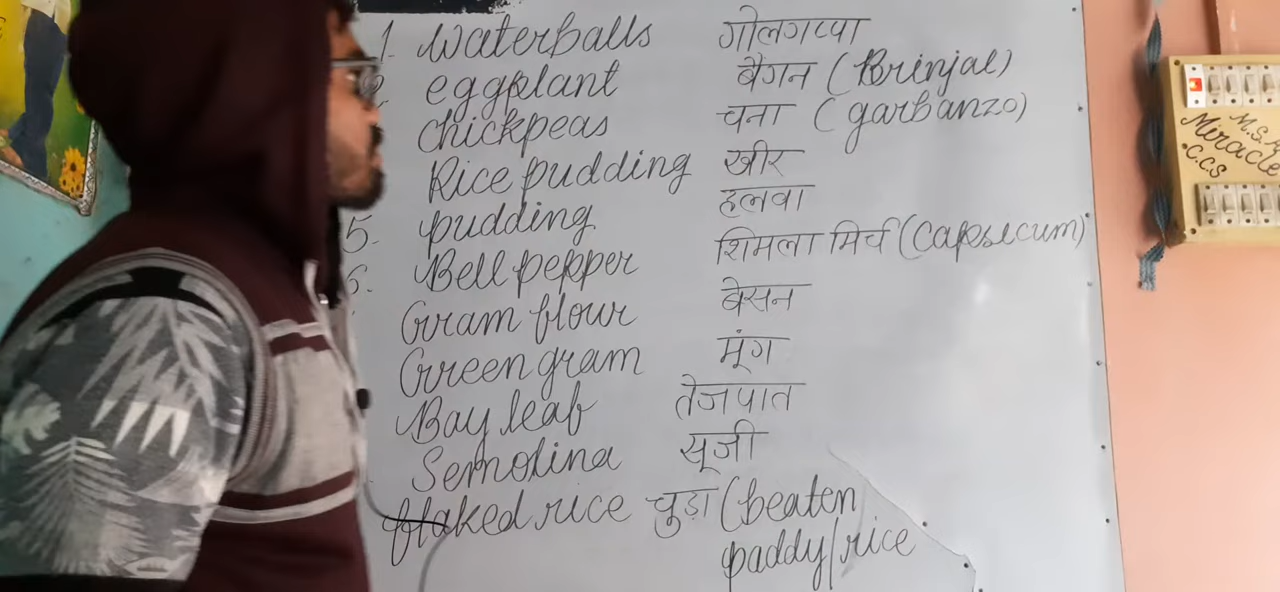 1. Waterballs गोलगप्पा
eggplant बैगन (Brinjal)
chickpeas चना (garbanzo)
Rice pudding खीर
5. pudding हलवा
6. Bell pepper शिमला मिर्च (Capsicum)
Gram flour बेसन
Green gram मूंग
Bay leaf तेजपात
Semolina सूजी
flaked rice चुड़ा (beaten
paddy/rice
M.S.
Miracle
C.C.S